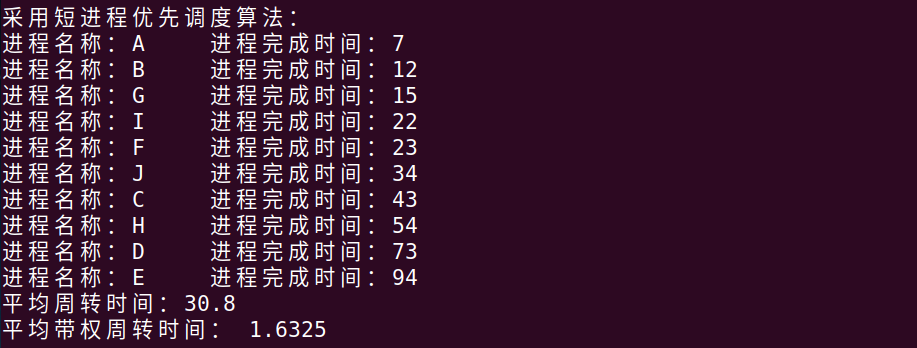 采用短进程优先调度算法：
进程名称：A    进程完成时间：7
进程名称：B    进程完成时间：12
进程名称：G    进程完成时间：15
进程名称：I    进程完成时间：22
进程名称：F    进程完成时间：23
进程名称：J    进程完成时间：34
进程名称：C    进程完成时间：43
进程名称：H    进程完成时间：54
进程名称：D    进程完成时间：73
进程名称：E    进程完成时间：94
平均周转时间：30.8
平均带权周转时间： 1.6325